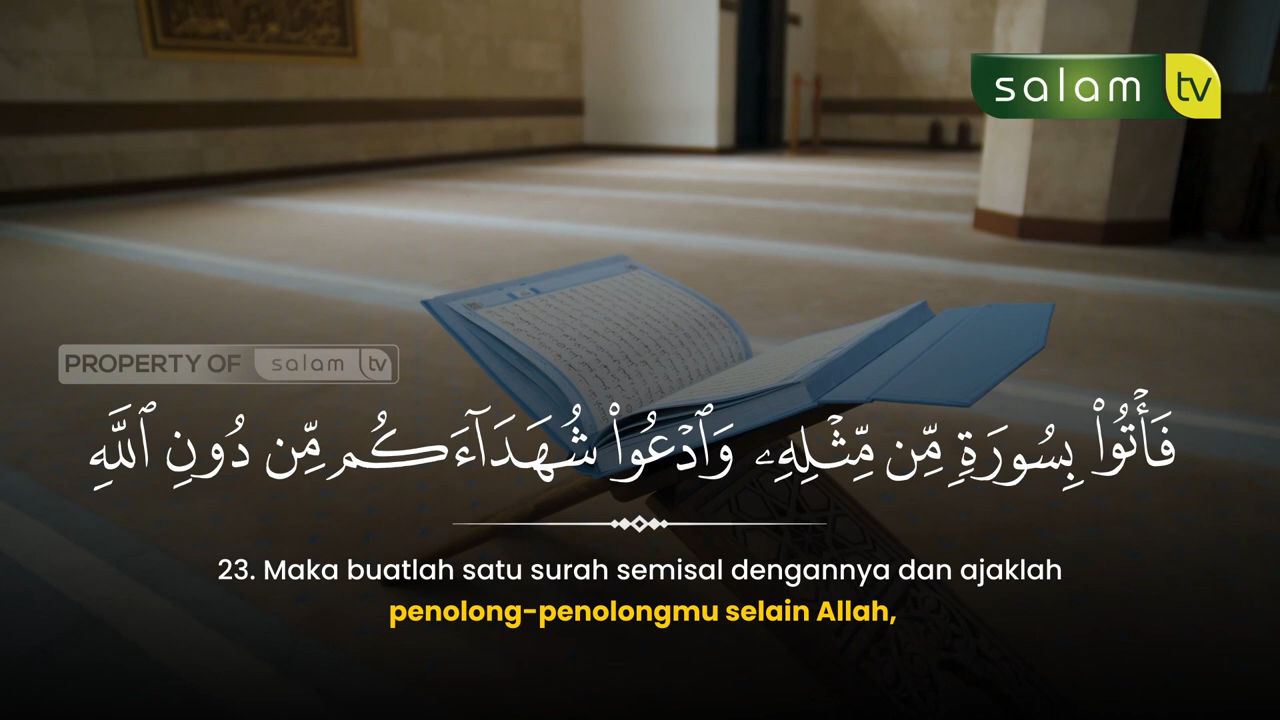 salam tv
PROPERTY OF salam tv
فَأْتُوا۟ بِسُورَةٍ مِّن مِّثْلِهِۦ وَٱدْعُوا۟ شُهَدَآءَكُم مِّن دُونِ ٱللَّهِ
23. Maka buatlah satu surah semisal dengannya dan ajaklah
penolong-penolongmu selain Allah,